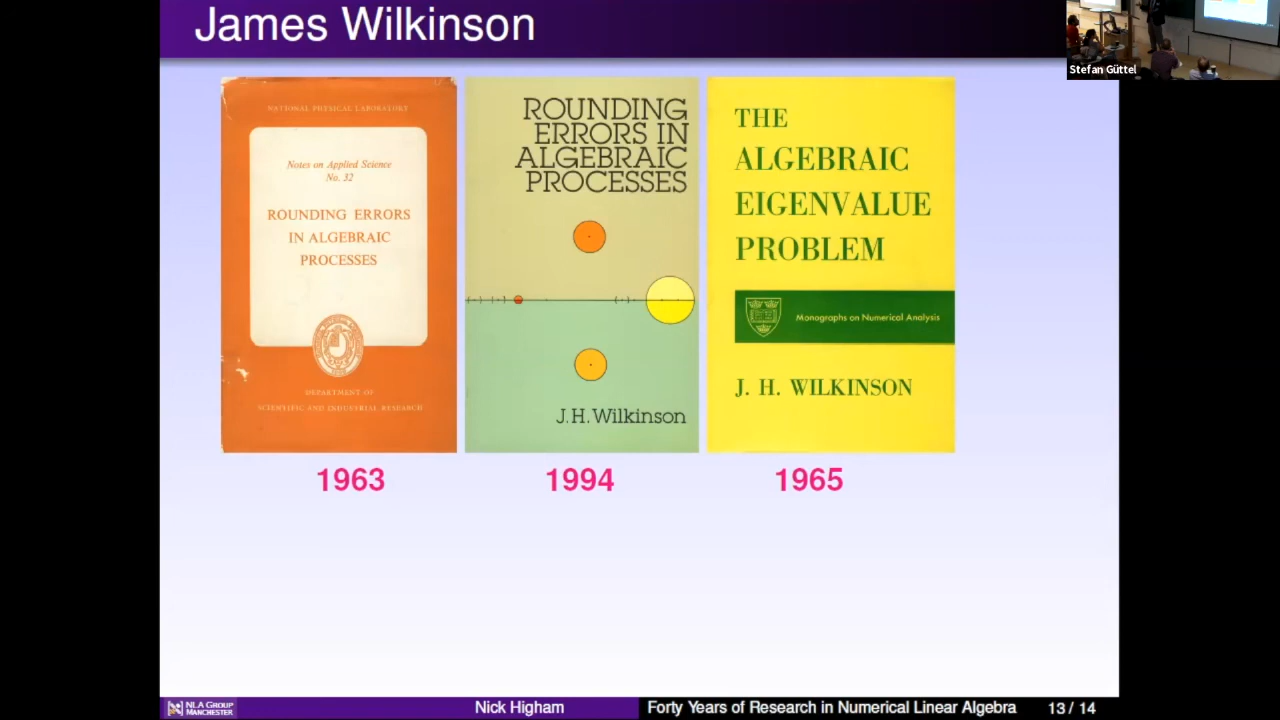 James Wilkinson
Stefan Güttel
NATIONAL PHYSICAL LABORATORY
Notes on Applied Science
No. 32
ROUNDING ERRORS
IN ALGEBRAIC
PROCESSES
DEPARTMENT OF
SCIENTIFIC AND INDUSTRIAL RESEARCH
ROUNDING
ERRORS IN
ALGEBRAIC
PROCESSES
J.H. Wilkinson
THE
ALGEBRAIC
EIGENVALUE
PROBLEM
Monographs on Numerical Analysis
J. H. WILKINSON
1963
1994
1965
NLA GROUP
MANCHESTER
Nick Higham
Forty Years of Research in Numerical Linear Algebra
13 / 14